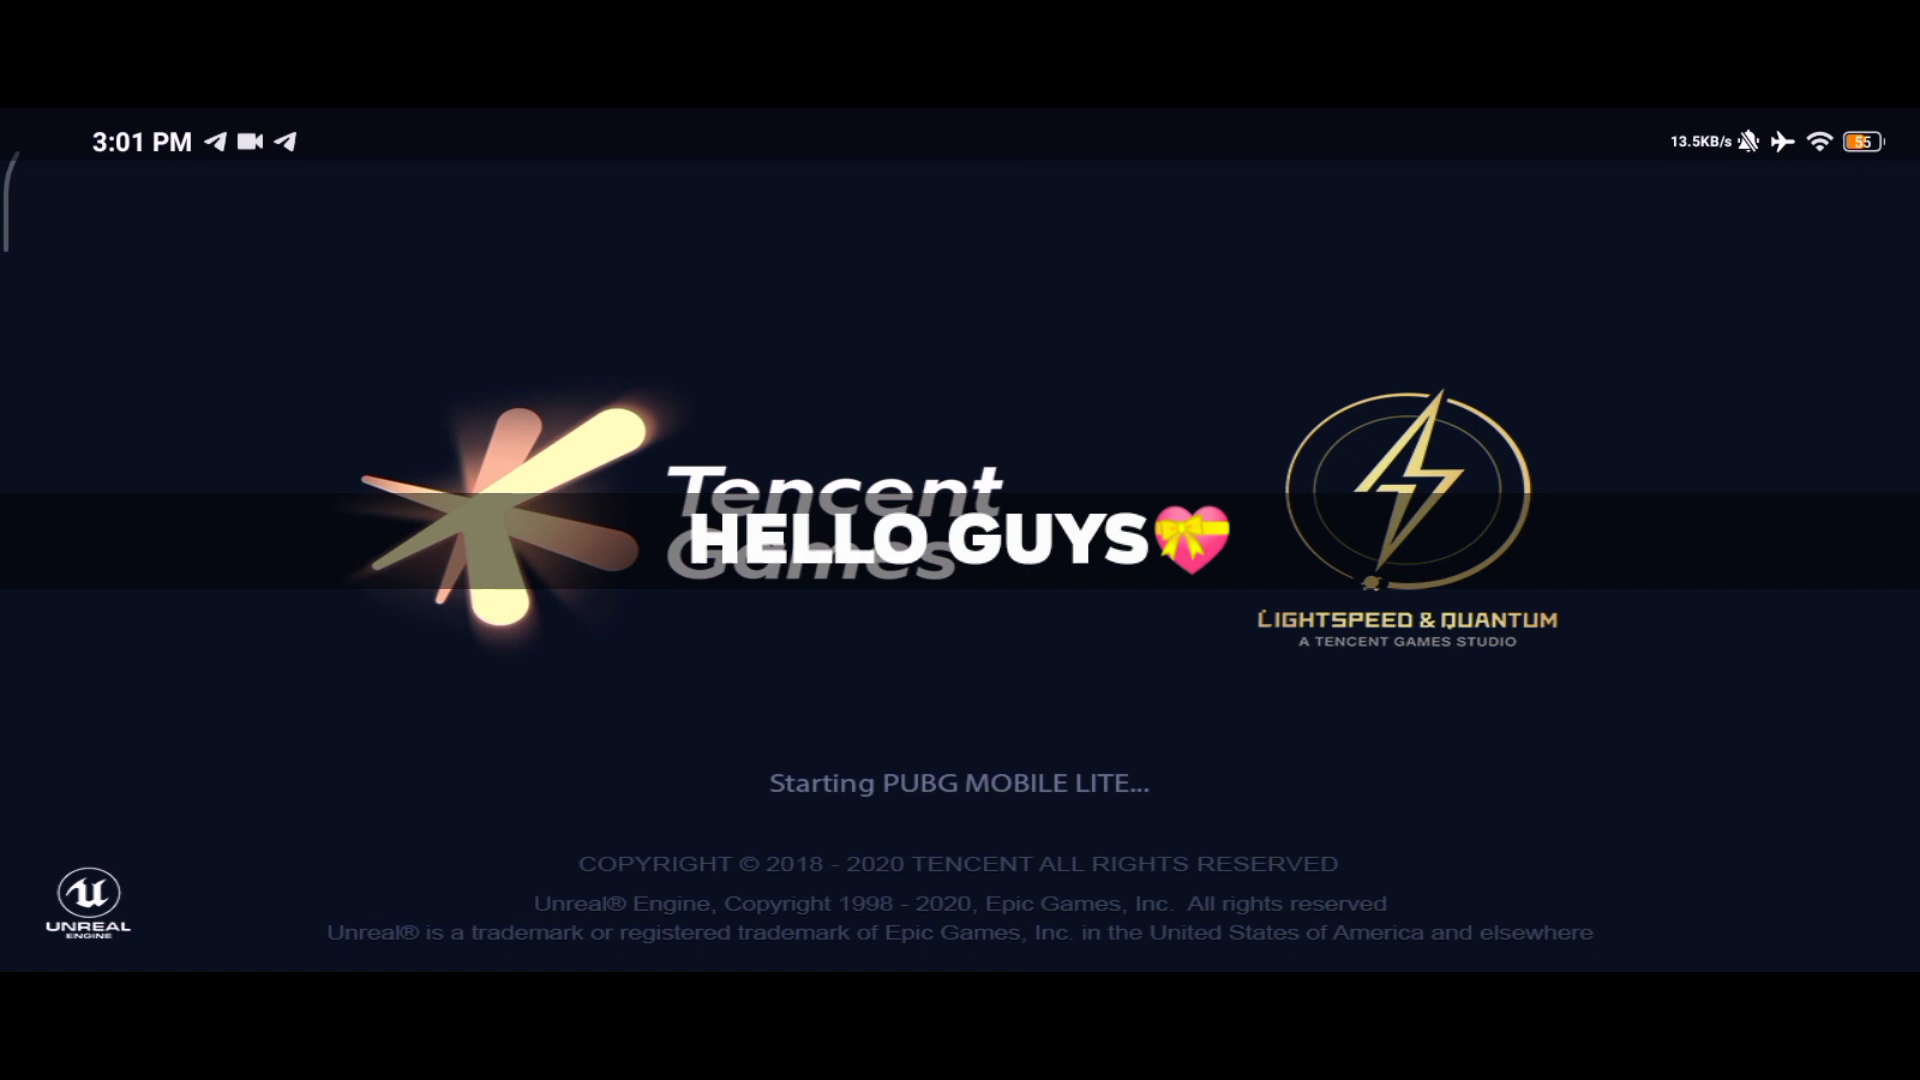 3:01 PM
13.5KB/s
55
Tencent
Games
HELLO GUYS💝
LIGHTSPEED & QUANTUM
A TENCENT GAMES STUDIO
Starting PUBG MOBILE LITE...
COPYRIGHT © 2018 - 2020 TENCENT ALL RIGHTS RESERVED
Unreal® Engine, Copyright 1998 - 2020, Epic Games, Inc. All rights reserved
Unreal® is a trademark or registered trademark of Epic Games, Inc. in the United States of America and elsewhere
UNREAL
ENGINE